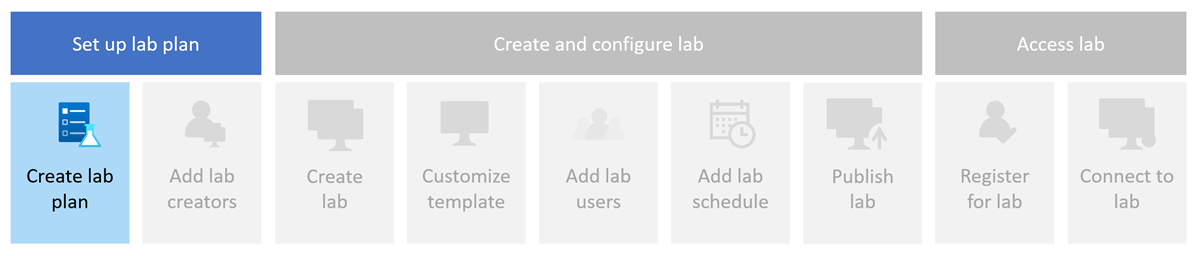 Set up lab plan
Create and configure lab
Access lab
Create lab
plan
Add lab
creators
Create
lab
Customize
template
Add lab
users
Add lab
schedule
Publish
lab
Register
for lab
Connect to
lab